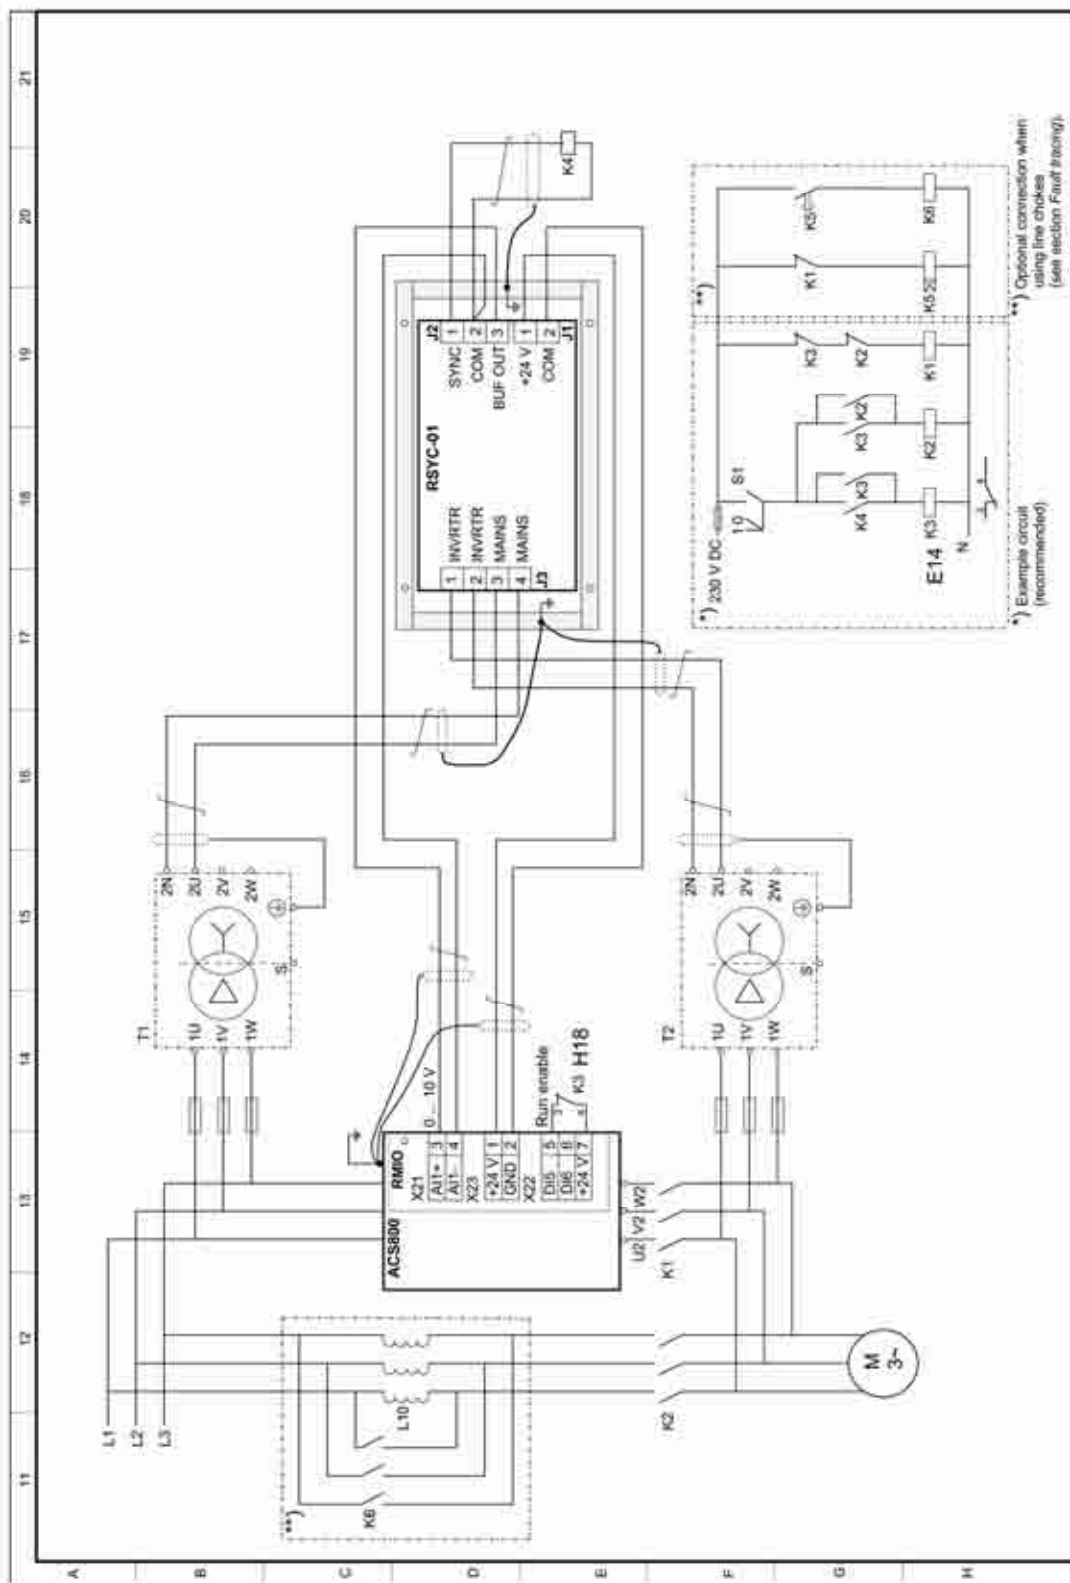 11 12 13 14 15 16 17 18 19 20 21
A
B
C
D
E
F
G
H
L1
L2
L3
**)
K6
L10
K2
M
3~
T1
1U
1V
1W
2N
2U
2V
2W
S
ACS800
RMIO
X21
AI1+ 3
AI1- 4
X23
+24 V 1
GND 2
X22
DI5 5
DI6 6
+24 V 7
0 ... 10 V
Run enable
K3 H18
U2 V2 W2
K1
T2
1U
1V
1W
2N
2U
2V
2W
S
RSYC-01
1 INVRTR
2 INVRTR
3 MAINS
4 MAINS
J3
J2
SYNC 1
COM 2
BUF OUT 3
+24 V 1
COM 2
J1
K4
*) 230 V DC
1 0 S1
K4 K3
K3 K2
K3
K2
**)
K1
K5
E14 K3 K2 K1 K5 K6
N
*) Example circuit
(recommended)
**) Optional connection when
using line chokes
(see section Fault tracing).